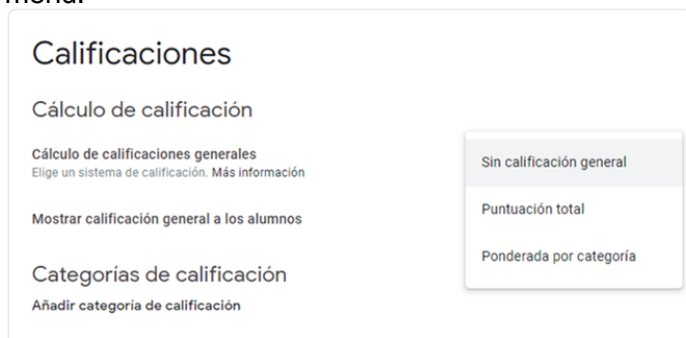 Calificaciones
Cálculo de calificación
Cálculo de calificaciones generales
Elige un sistema de calificación. Más información
Sin calificación general
Mostrar calificación general a los alumnos
Puntuación total
Ponderada por categoría
Categorías de calificación
Añadir categoría de calificación